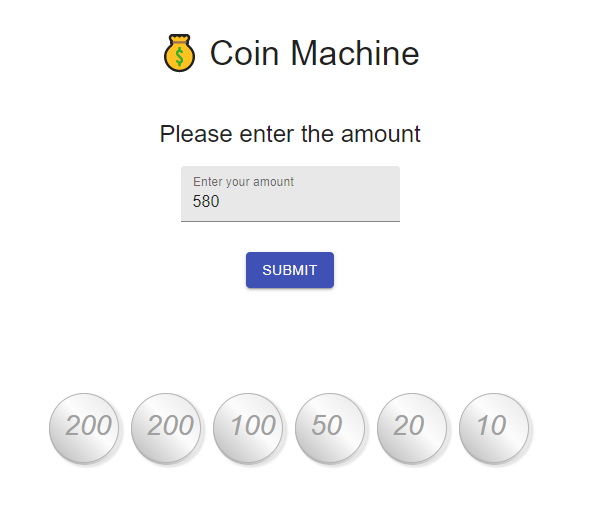 Coin Machine
Please enter the amount
Enter your amount
580
SUBMIT
200 200 100 50 20 10